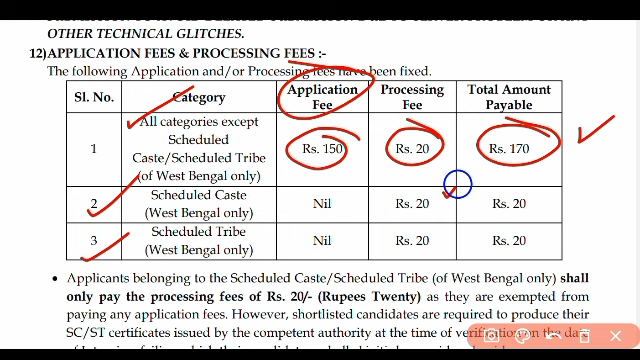 OTHER TECHNICAL GLITCHES.
12)APPLICATION FEES & PROCESSING FEES :-
The following Application and/or Processing fees have been fixed.
Sl. No. Category Application Fee Processing Fee Total Amount Payable
1 All categories except Scheduled Caste/Scheduled Tribe (of West Bengal only) Rs. 150 Rs. 20 Rs. 170
2 Scheduled Caste (West Bengal only) Nil Rs. 20 Rs. 20
3 Scheduled Tribe (West Bengal only) Nil Rs. 20 Rs. 20
• Applicants belonging to the Scheduled Caste/Scheduled Tribe (of West Bengal only) shall
only pay the processing fees of Rs. 20/- (Rupees Twenty) as they are exempted from
paying any application fees. However, shortlisted candidates are required to produce their
SC/ST certificates issued by the competent authority at the time of verification on the date